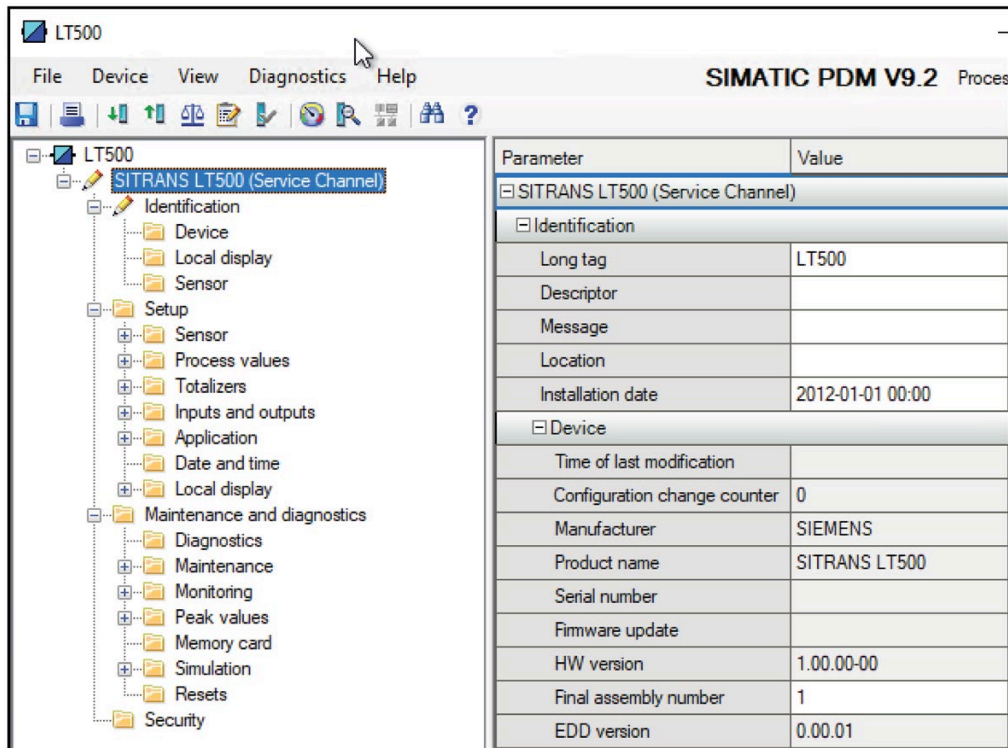 LT500
File Device View Diagnostics Help
SIMATIC PDM V9.2 Proces
LT500
SITRANS LT500 (Service Channel)
Identification
Device
Local display
Sensor
Setup
Sensor
Process values
Totalizers
Inputs and outputs
Application
Date and time
Local display
Maintenance and diagnostics
Diagnostics
Maintenance
Monitoring
Peak values
Memory card
Simulation
Resets
Security
Parameter Value
SITRANS LT500 (Service Channel)
Identification
Long tag LT500
Descriptor
Message
Location
Installation date 2012-01-01 00:00
Device
Time of last modification
Configuration change counter 0
Manufacturer SIEMENS
Product name SITRANS LT500
Serial number
Firmware update
HW version 1.00.00-00
Final assembly number 1
EDD version 0.00.01